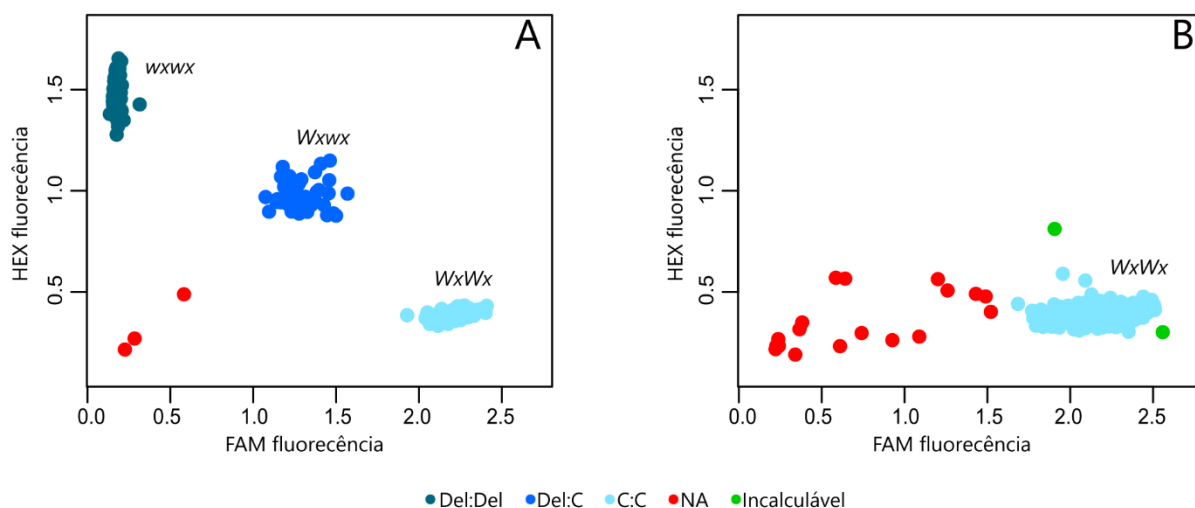 A
wxwx
Wxwx
WxWx
HEX fluorecência
1.5
1.0
0.5
0.0 0.5 1.0 1.5 2.0 2.5
FAM fluorecência
B
WxWx
HEX fluorecência
1.5
1.0
0.5
0.0 0.5 1.0 1.5 2.0 2.5
FAM fluorecência
Del:Del Del:C C:C NA Incalculável